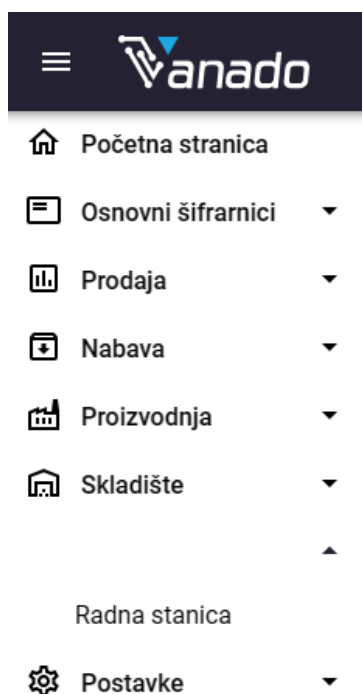 Vanado
Početna stranica
Osnovni šifrarnici
Prodaja
Nabava
Proizvodnja
Skladište
Radna stanica
Postavke